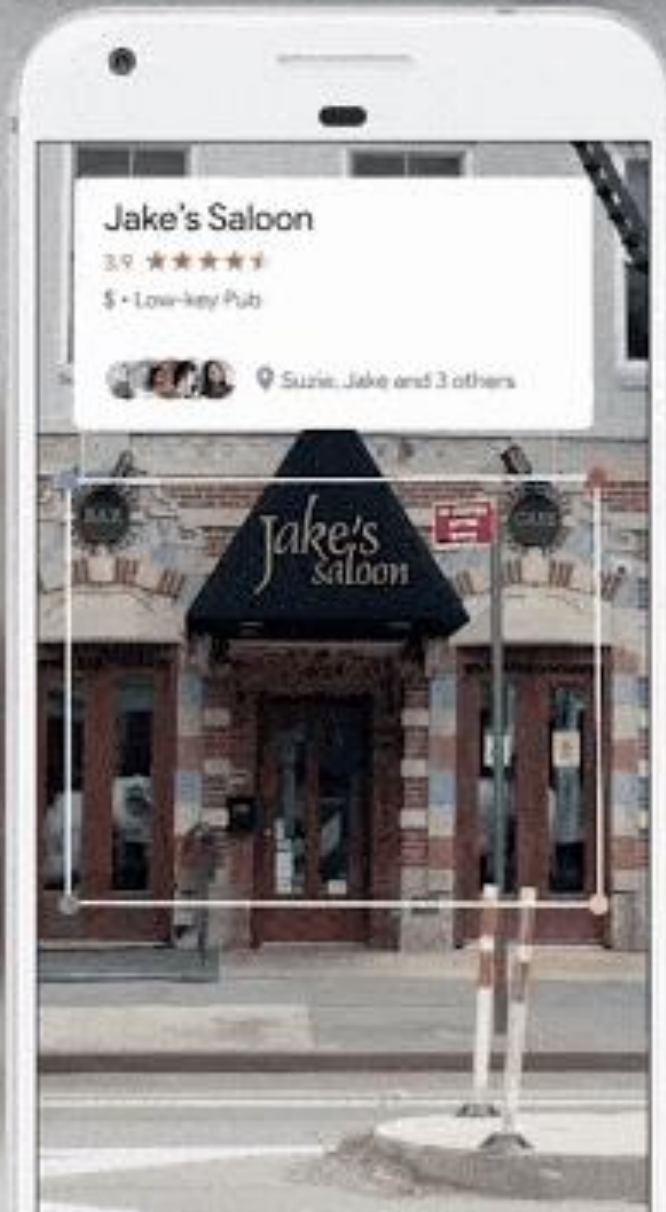 Jake's Saloon
3.9
$ • Low-key Pub
Suzie, Jake and 3 others
Jake's
saloon